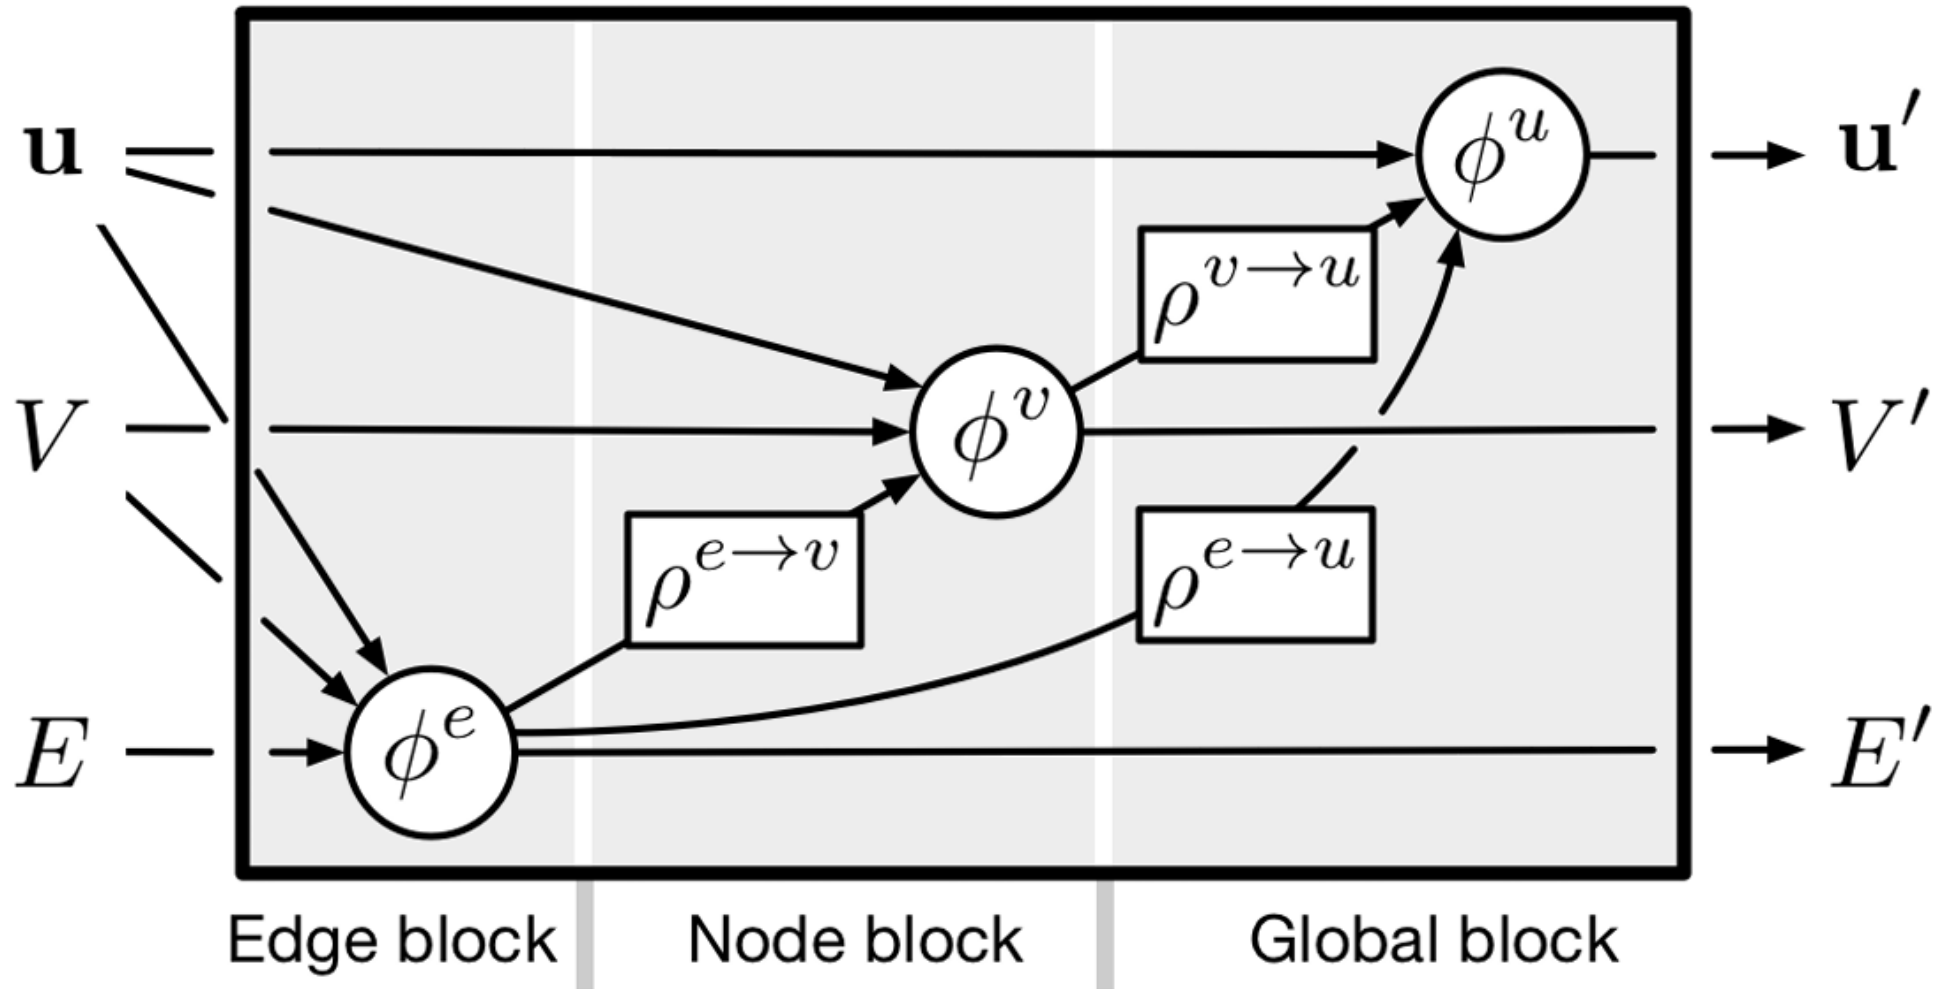 u ϕ^u u′
ρ^{v→u}
V ϕ^v V′
ρ^{e→v} ρ^{e→u}
E ϕ^e E′
Edge block Node block Global block